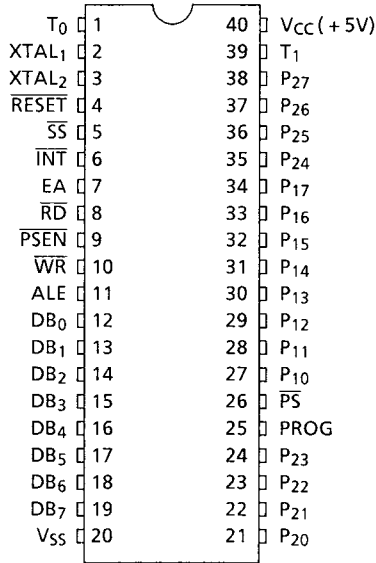 T0 1 40 VCC (+5V)
XTAL1 2 39 T1
XTAL2 3 38 P27
RESET 4 37 P26
SS 5 36 P25
INT 6 35 P24
EA 7 34 P17
RD 8 33 P16
PSEN 9 32 P15
WR 10 31 P14
ALE 11 30 P13
DB0 12 29 P12
DB1 13 28 P11
DB2 14 27 P10
DB3 15 26 PS
DB4 16 25 PROG
DB5 17 24 P23
DB6 18 23 P22
DB7 19 22 P21
VSS 20 21 P20